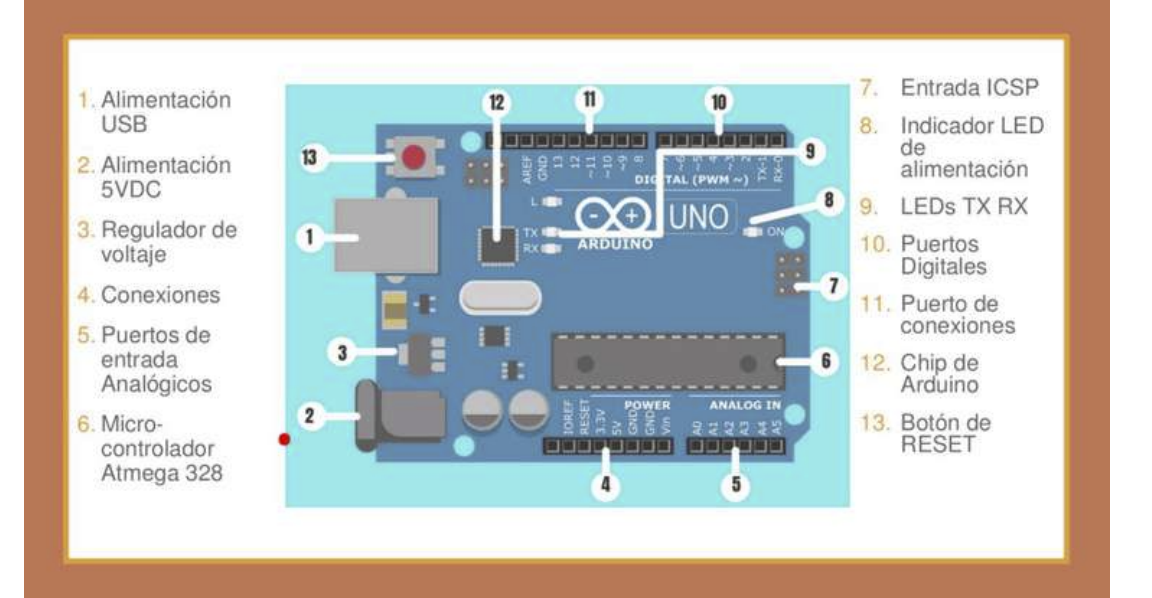 1. Alimentación
USB
2. Alimentación
5VDC
3. Regulador de
voltaje
4. Conexiones
5. Puertos de
entrada
Analógicos
6. Micro-
controlador
Atmega 328
12
11
10
13
9
AREF
GND
13
12
~11
~10
~9
8
7
~6
~5
4
~3
2
TX-1
RX-0
DIGITAL (PWM ~)
L
TX
RX
ARDUINO
UNO
ON
8
1
7
3
6
2
POWER
ANALOG IN
IOREF
RESET
3.3V
5V
GND
GND
Vin
A0
A1
A2
A3
A4
A5
4
5
7. Entrada ICSP
8. Indicador LED
de
alimentación
9. LEDs TX RX
10. Puertos
Digitales
11. Puerto de
conexiones
12. Chip de
Arduino
13. Botón de
RESET